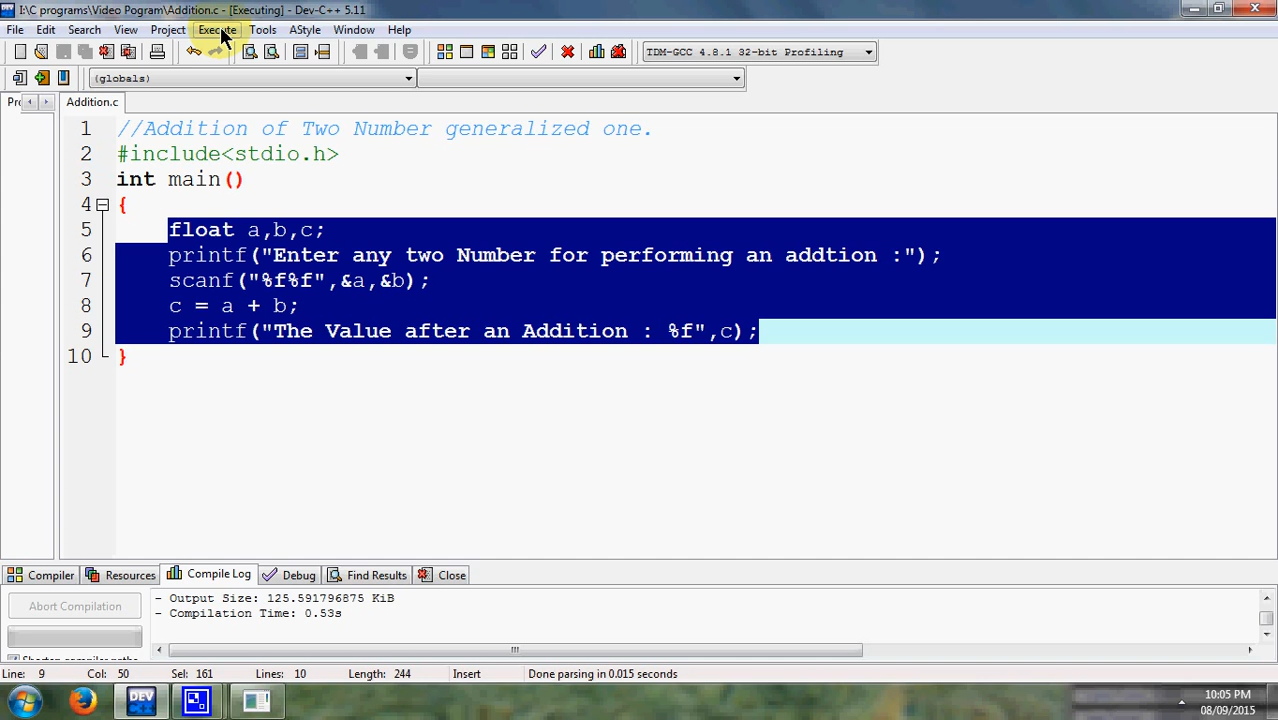 I:\C programs\Video Pogram\Addition.c - [Executing] - Dev-C++ 5.11
File Edit Search View Project Execute Tools AStyle Window Help
TDM-GCC 4.8.1 32-bit Profiling
(globals)
Addition.c
1 //Addition of Two Number generalized one.
2 #include<stdio.h>
3 int main()
4 {
5 float a,b,c;
6 printf("Enter any two Number for performing an addtion :");
7 scanf("%f%f",&a,&b);
8 c = a + b;
9 printf("The Value after an Addition : %f",c);
10 }
Compiler Resources Compile Log Debug Find Results Close
Abort Compilation
- Output Size: 125.591796875 KiB
- Compilation Time: 0.53s
Line: 9 Col: 50 Sel: 161 Lines: 10 Length: 244 Insert Done parsing in 0.015 seconds
DEV C++
10:05 PM
08/09/2015